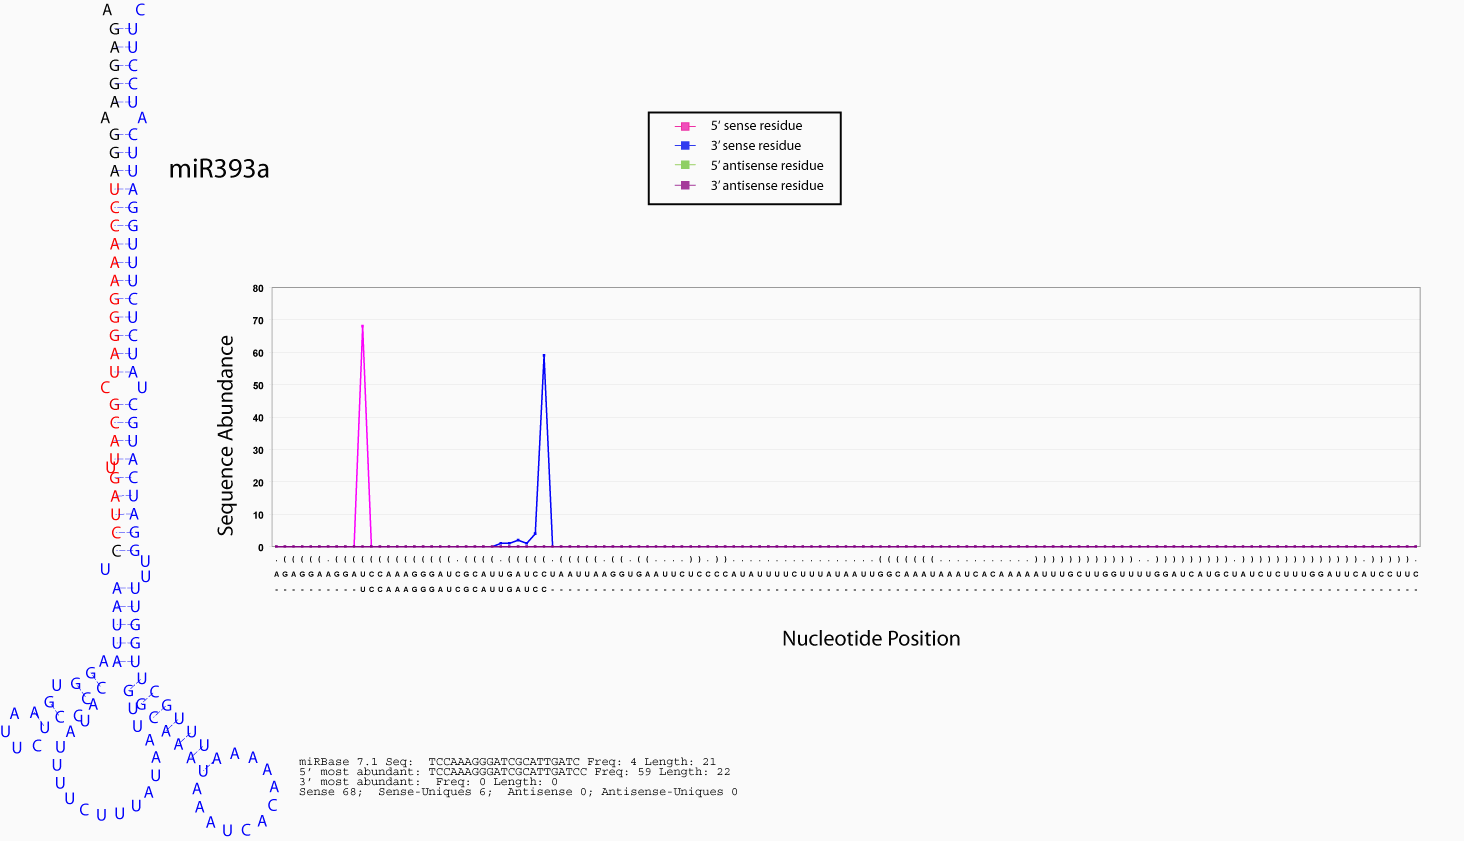 A C
G U
A U
G C
G C
A U
A A
G C
G U
A U
miR393a
U A
C G
C G
A U
A U
A U
G C
G U
G C
A U
U A
C U
G C
C G
A U
U A
U
G C
A U
U A
C G
C G
U U
U
A U
A U
U G
U G
A A U
5’ sense residue
3’ sense residue
5’ antisense residue
3’ antisense residue
Sequence Abundance
80
70
60
50
40
30
20
10
0
AGAGGAAGGAUCCAAAGGGAUCGCAUUGAUCCUAAUUAAGGUGAAUUCUCCCCAUAUUUUCUUUAUAAUUGGCAAAUAAAUCACAAAAAUUUGCUUGGUUUUGGAUCAUGCUAUCUCUUUGGAUUCAUCCUUC
UCCAAAGGGAUCGCAUUGAUCC
Nucleotide Position
miRBase 7.1 Seq: TCCAAAGGGATCGCATTGATC Freq: 4 Length: 21
5’ most abundant: TCCAAAGGGATCGCATTGATCC Freq: 59 Length: 22
3’ most abundant: Freq: 0 Length: 0
Sense 68; Sense-Uniques 6; Antisense 0; Antisense-Uniques 0